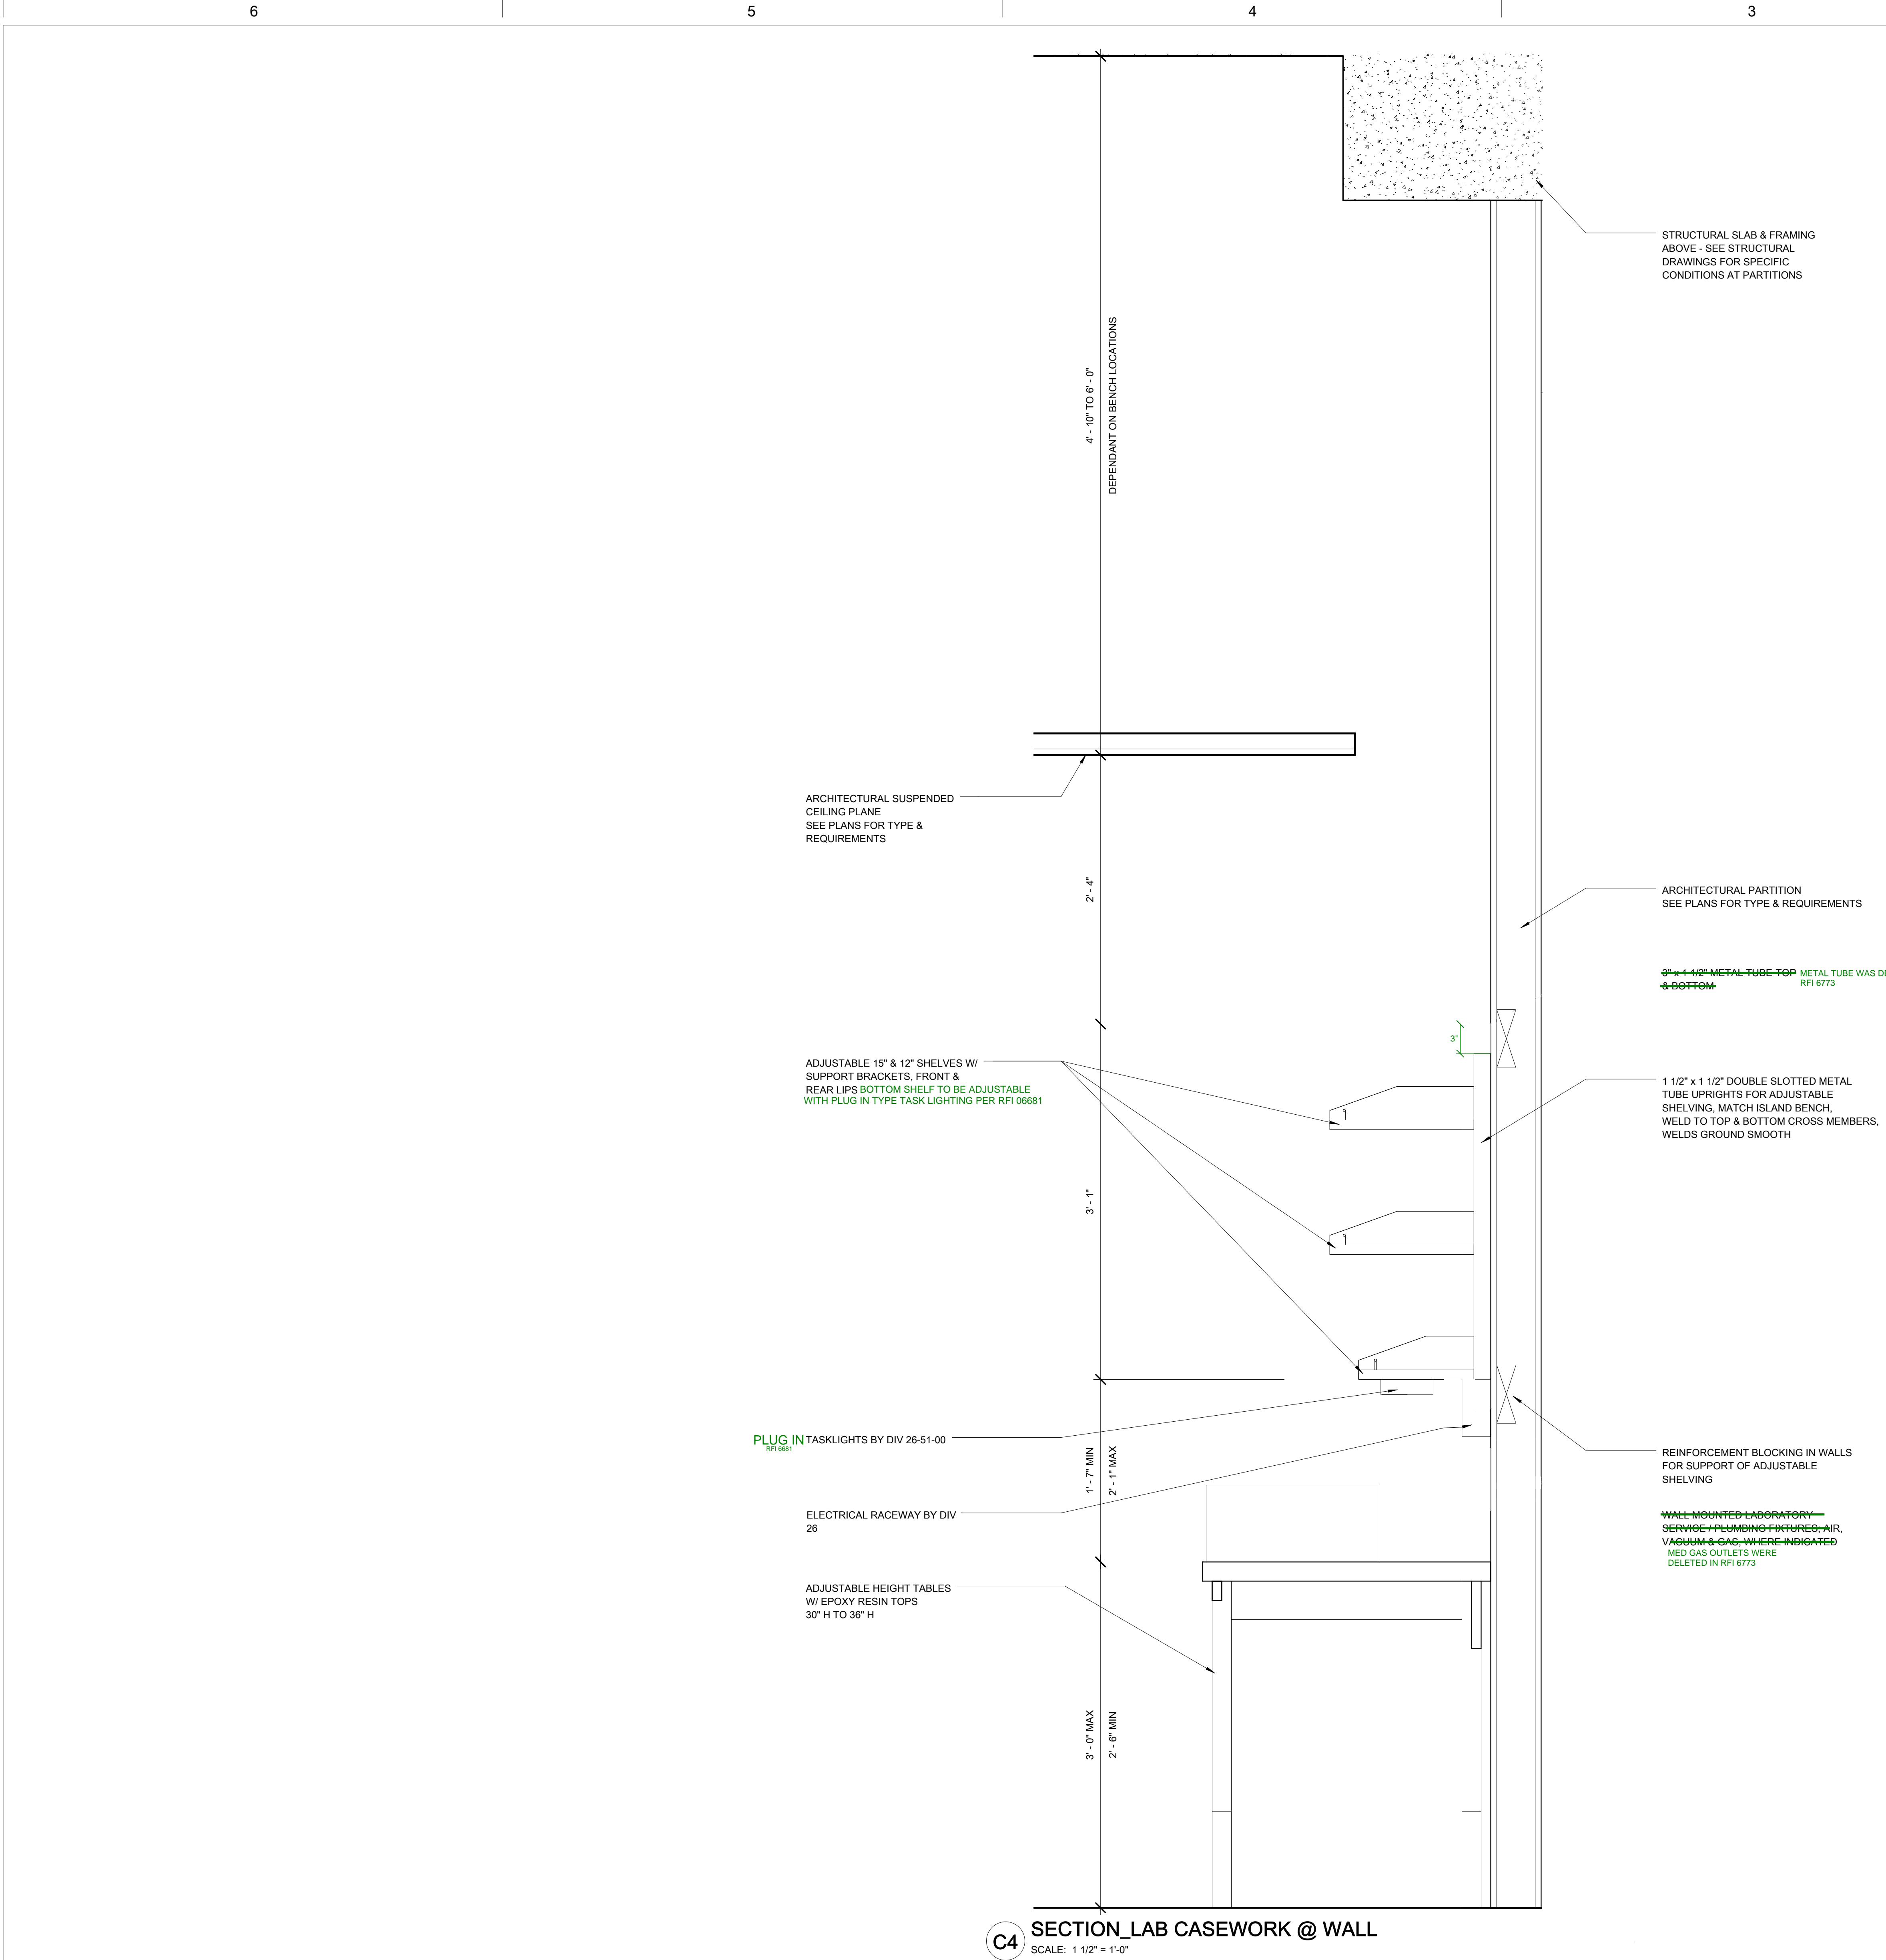 6
5
4
3
STRUCTURAL SLAB & FRAMING
ABOVE - SEE STRUCTURAL
DRAWINGS FOR SPECIFIC
CONDITIONS AT PARTITIONS
4' - 10" TO 6' - 0"
DEPENDANT ON BENCH LOCATIONS
ARCHITECTURAL SUSPENDED
CEILING PLANE
SEE PLANS FOR TYPE &
REQUIREMENTS
2' - 4"
ARCHITECTURAL PARTITION
SEE PLANS FOR TYPE & REQUIREMENTS
3" x 1 1/2" METAL TUBE TOP METAL TUBE WAS DE
& BOTTOM RFI 6773
3"
ADJUSTABLE 15" & 12" SHELVES W/
SUPPORT BRACKETS, FRONT &
REAR LIPS BOTTOM SHELF TO BE ADJUSTABLE
WITH PLUG IN TYPE TASK LIGHTING PER RFI 06681
1 1/2" x 1 1/2" DOUBLE SLOTTED METAL
TUBE UPRIGHTS FOR ADJUSTABLE
SHELVING, MATCH ISLAND BENCH,
WELD TO TOP & BOTTOM CROSS MEMBERS,
WELDS GROUND SMOOTH
3' - 1"
PLUG IN TASKLIGHTS BY DIV 26-51-00
RFI 6681
1' - 7" MIN
2' - 1" MAX
REINFORCEMENT BLOCKING IN WALLS
FOR SUPPORT OF ADJUSTABLE
SHELVING
ELECTRICAL RACEWAY BY DIV
26
WALL MOUNTED LABORATORY
SERVICE / PLUMBING FIXTURES; AIR,
VACUUM & GAS, WHERE INDICATED
MED GAS OUTLETS WERE
DELETED IN RFI 6773
ADJUSTABLE HEIGHT TABLES
W/ EPOXY RESIN TOPS
30" H TO 36" H
3' - 0" MAX
2' - 6" MIN
C4 SECTION_LAB CASEWORK @ WALL
SCALE: 1 1/2" = 1'-0"